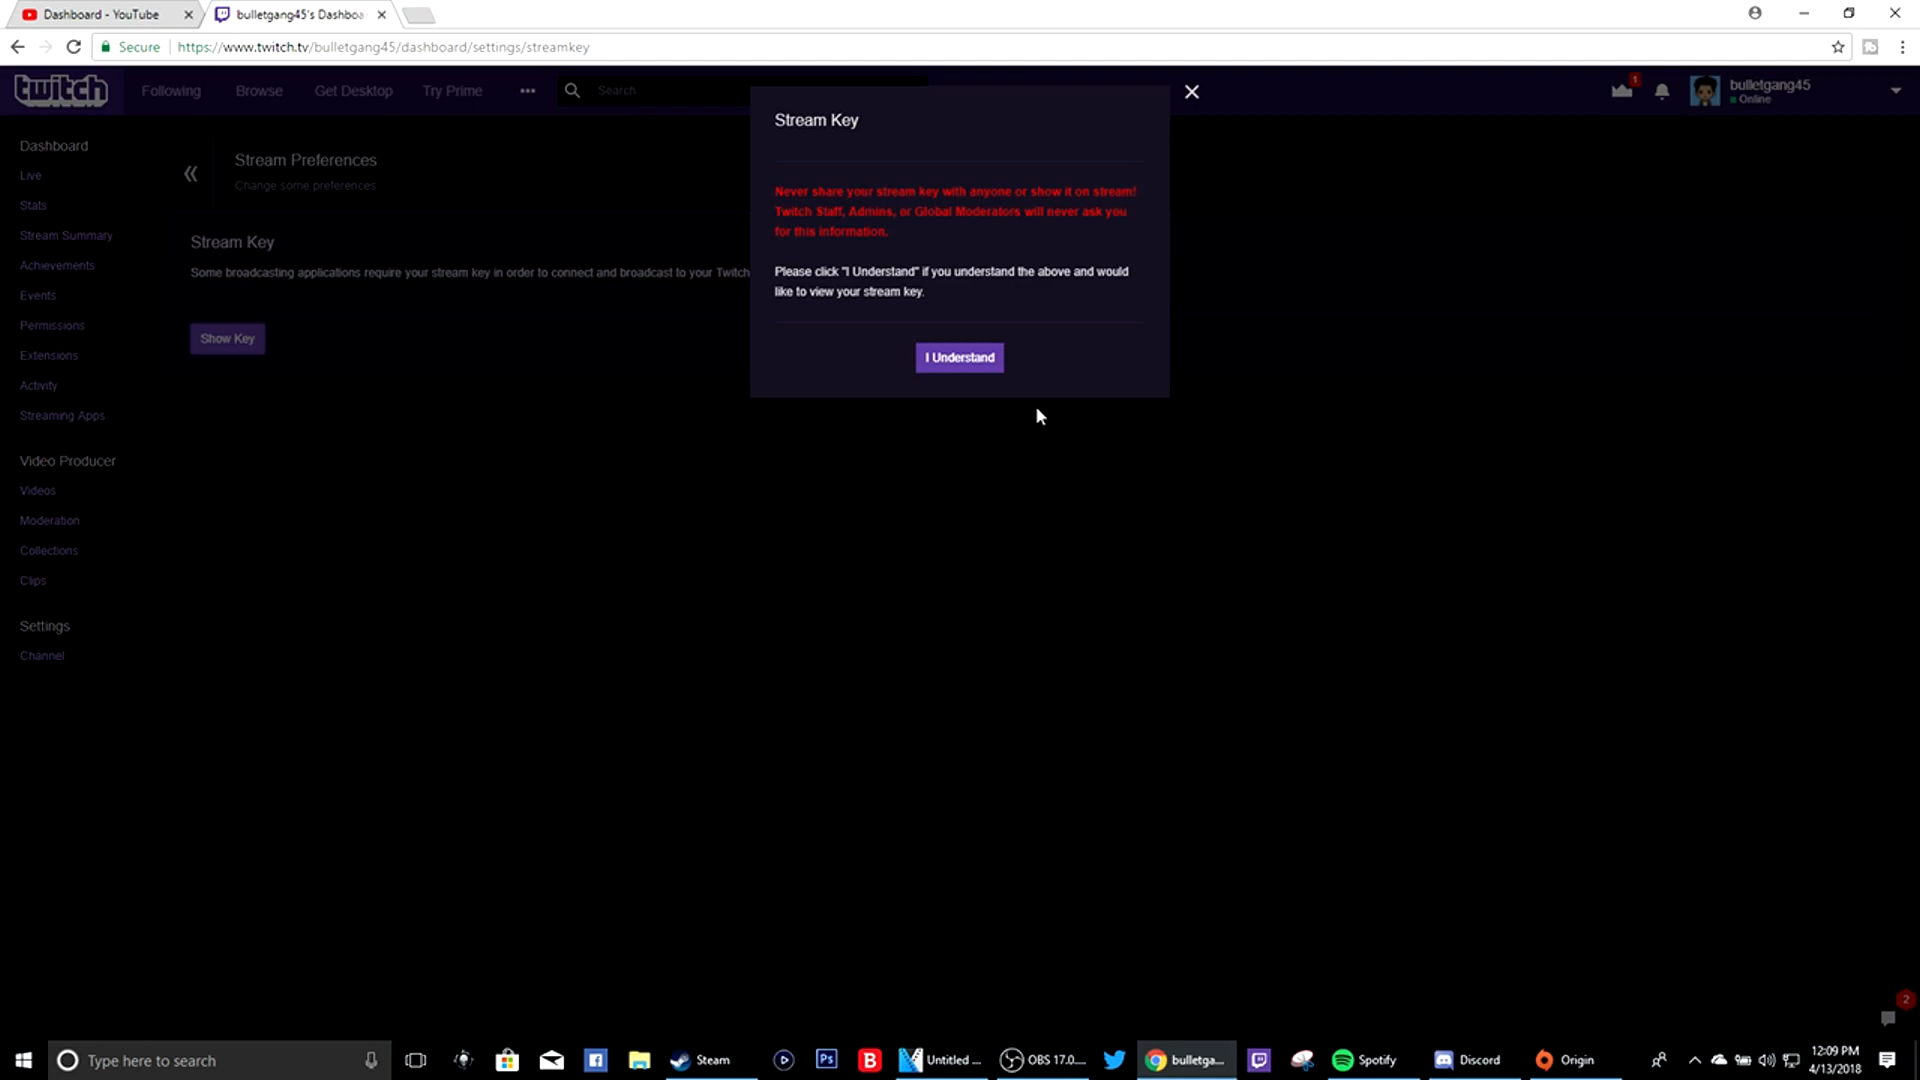 Dashboard - YouTube
bulletgang45's Dashboa
Secure
https://www.twitch.tv/bulletgang45/dashboard/settings/streamkey
twitch
Following
Browse
Get Desktop
Try Prime
Search
1
bulletgang45
Online
Dashboard
Live
Stats
Stream Summary
Achievements
Events
Permissions
Extensions
Activity
Streaming Apps
Video Producer
Videos
Moderation
Collections
Clips
Settings
Channel
Stream Preferences
Change some preferences
Stream Key
Some broadcasting applications require your stream key in order to connect and broadcast to your Twitch
Show Key
Stream Key
Never share your stream key with anyone or show it on stream!
Twitch Staff, Admins, or Global Moderators will never ask you
for this information.
Please click "I Understand" if you understand the above and would
like to view your stream key.
I Understand
2
Type here to search
Steam
Ps
B
Untitled ...
OBS 17.0....
bulletga...
Spotify
Discord
Origin
12:09 PM
4/13/2018